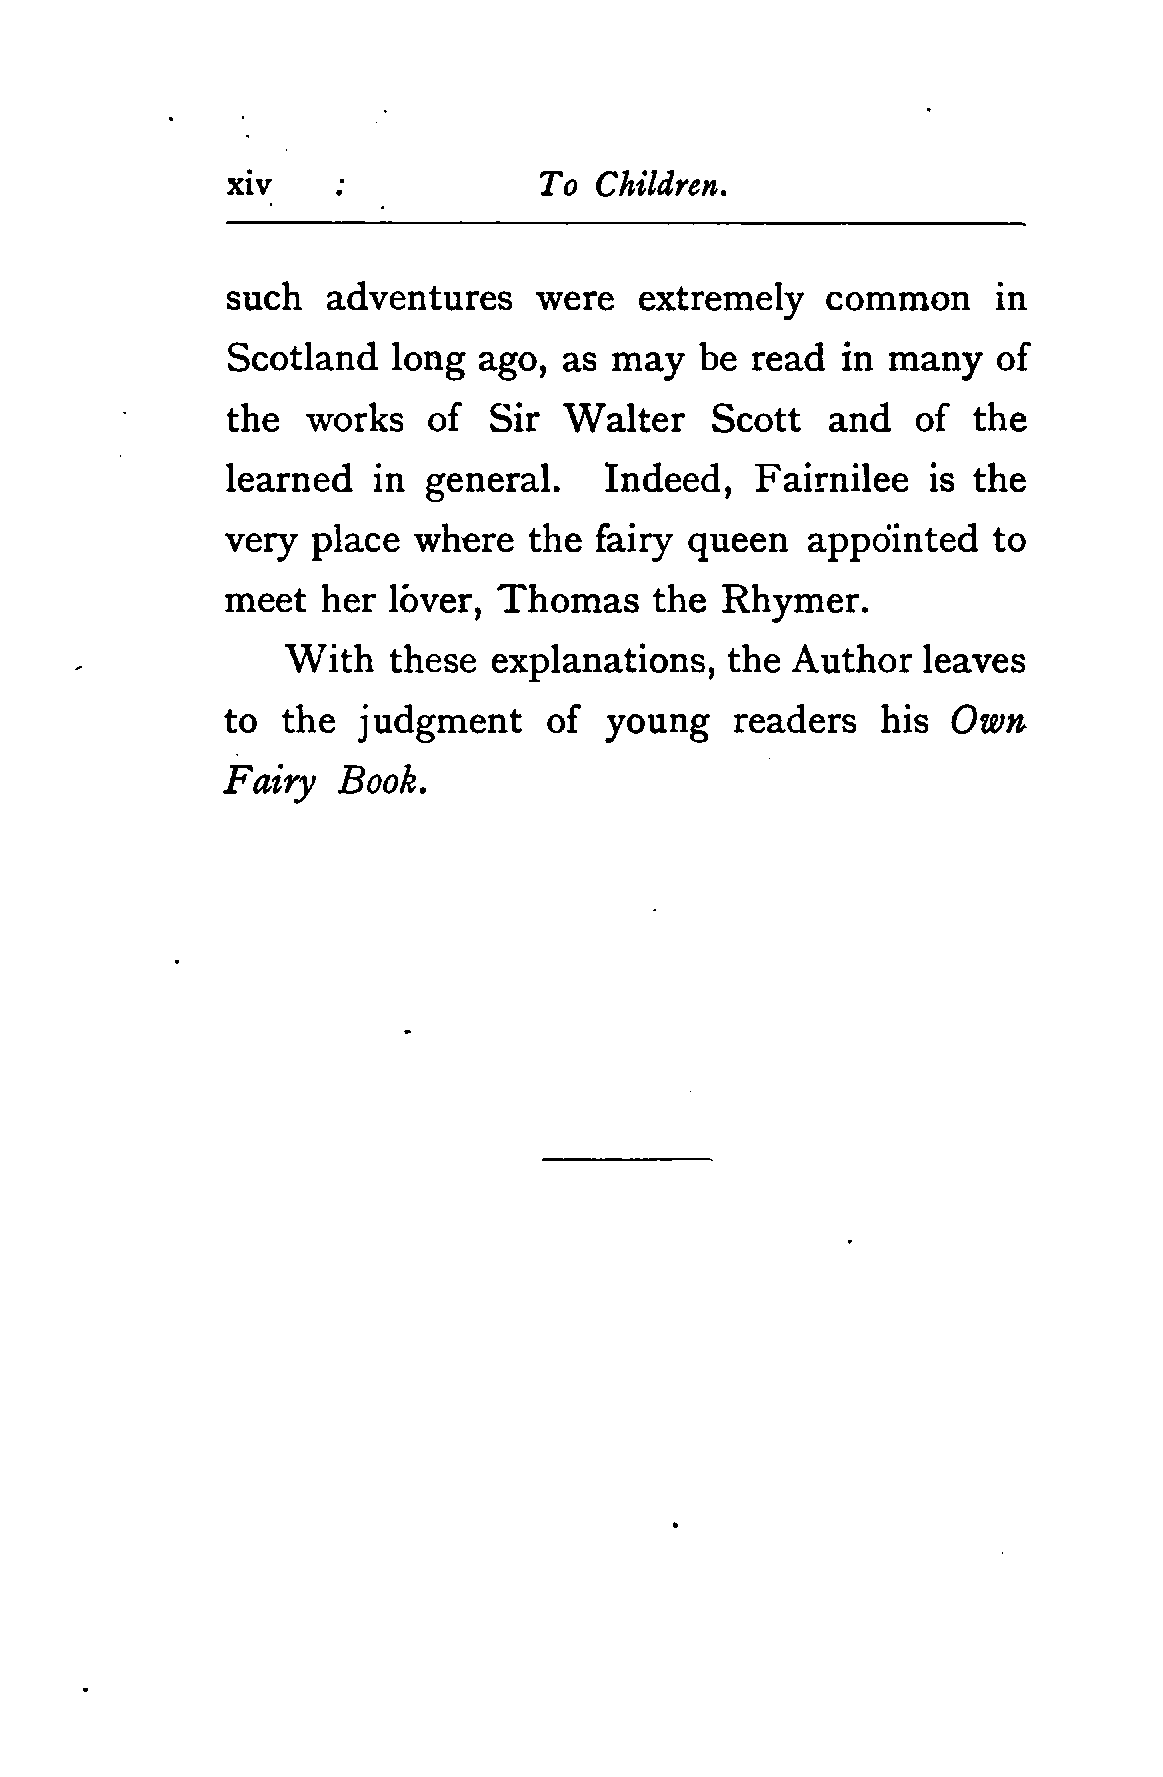 xiv To Children.
such adventures were extremely common in
Scotland long ago, as may be read in many of
the works of Sir Walter Scott and of the
learned in general. Indeed, Fairnilee is the
very place where the fairy queen appointed to
meet her lover, Thomas the Rhymer.
With these explanations, the Author leaves
to the judgment of young readers his Own
Fairy Book.